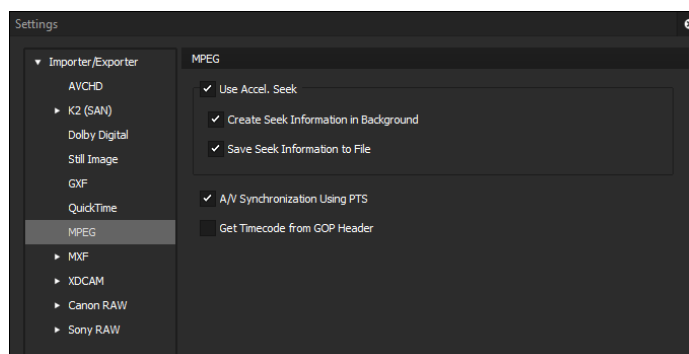 Settings
Importer/Exporter
AVCHD
K2 (SAN)
Dolby Digital
Still Image
GXF
QuickTime
MPEG
MXF
XDCAM
Canon RAW
Sony RAW
MPEG
Use Accel. Seek
Create Seek Information in Background
Save Seek Information to File
A/V Synchronization Using PTS
Get Timecode from GOP Header